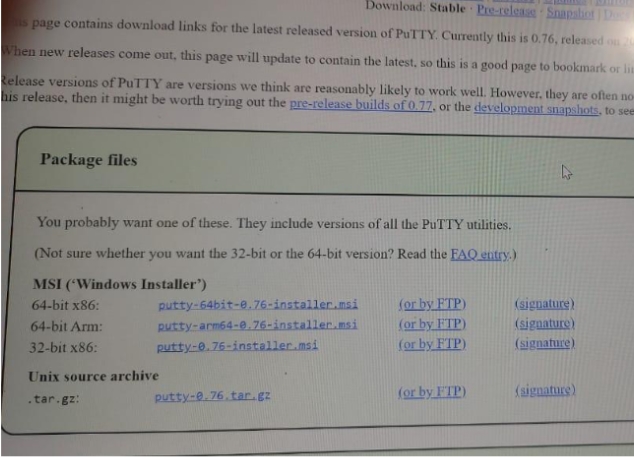 Download: Stable · Pre-release · Snapshot
page contains download links for the latest released version of PuTTY. Currently this is 0.76, released on
When new releases come out, this page will update to contain the latest, so this is a good page to bookmark or
Release versions of PuTTY are versions we think are reasonably likely to work well. However, they are often no
his release, then it might be worth trying out the pre-release builds of 0.77, or the development snapshots, to see
Package files
You probably want one of these. They include versions of all the PuTTY utilities.
(Not sure whether you want the 32-bit or the 64-bit version? Read the FAQ entry.)
MSI (‘Windows Installer’)
64-bit x86: putty-64bit-0.76-installer.msi (or by FTP) (signature)
64-bit Arm: putty-arm64-0.76-installer.msi (or by FTP) (signature)
32-bit x86: putty-0.76-installer.msi (or by FTP) (signature)
Unix source archive
.tar.gz: putty-0.76.tar.gz (or by FTP) (signature)